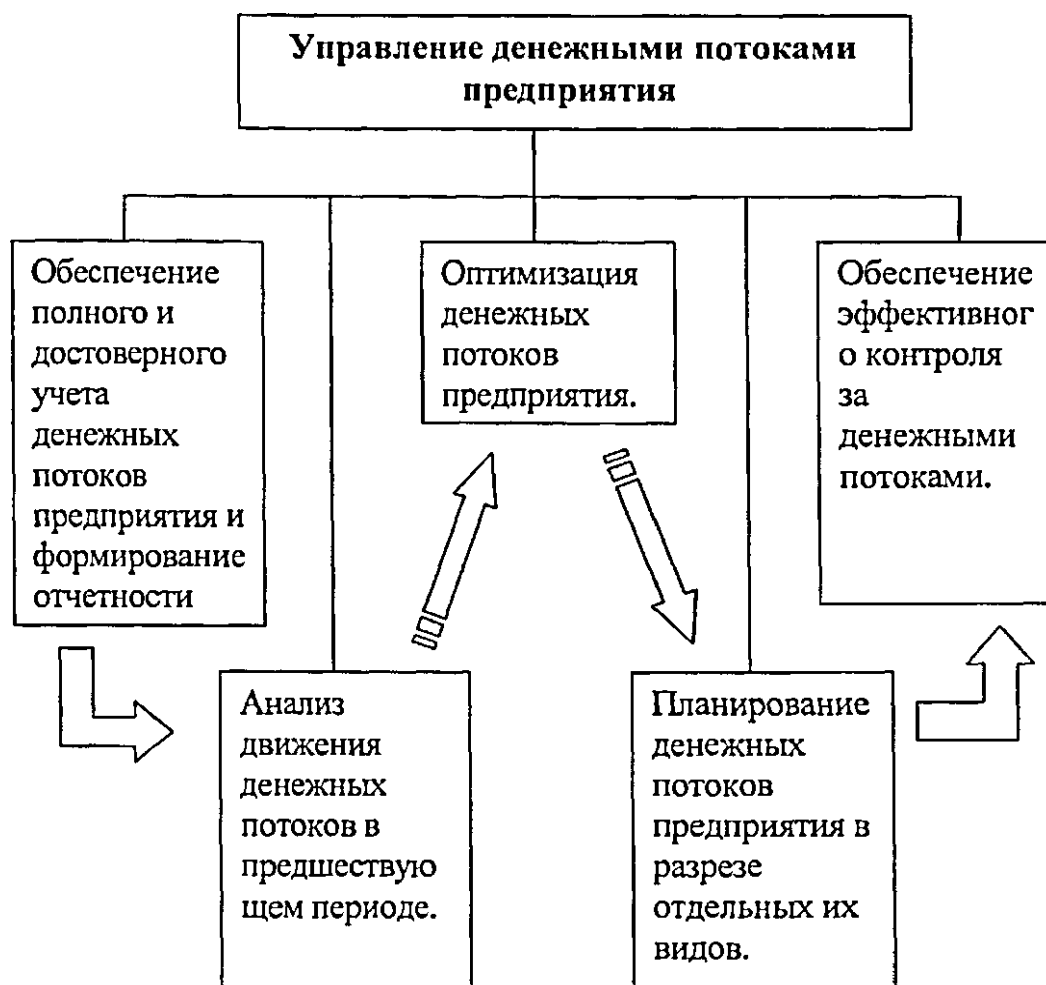 Управление денежными потоками
предприятия
Обеспечение
полного и
достоверного
учета
денежных
потоков
предприятия и
формирование
отчетности
Анализ
движения
денежных
потоков в
предшествую
щем периоде.
Оптимизация
денежных
потоков
предприятия.
Планирование
денежных
потоков
предприятия в
разрезе
отдельных их
видов.
Обеспечение
эффективног
о контроля
за
денежными
потоками.